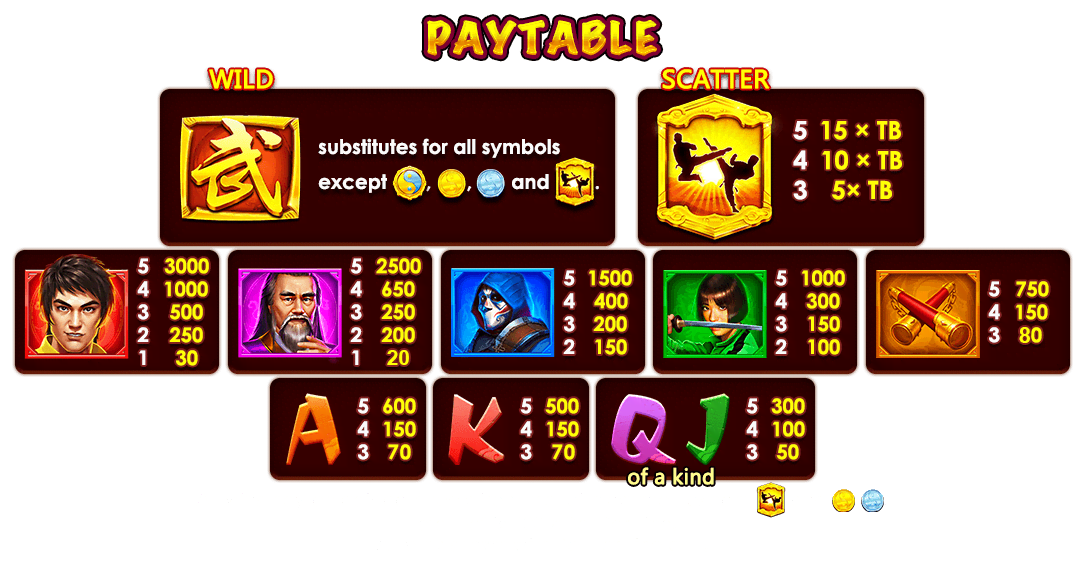 PAYTABLE
WILD
SCATTER
武
substitutes for all symbols
except , , and .
5 15 × TB
4 10 × TB
3 5× TB
5 3000
4 1000
3 500
2 250
1 30
5 2500
4 650
3 250
2 200
1 20
5 1500
4 400
3 200
2 150
5 1000
4 300
3 150
2 100
5 750
4 150
3 80
A
5 600
4 150
3 70
K
5 500
4 150
3 70
Q J
5 300
4 100
3 50
of a kind